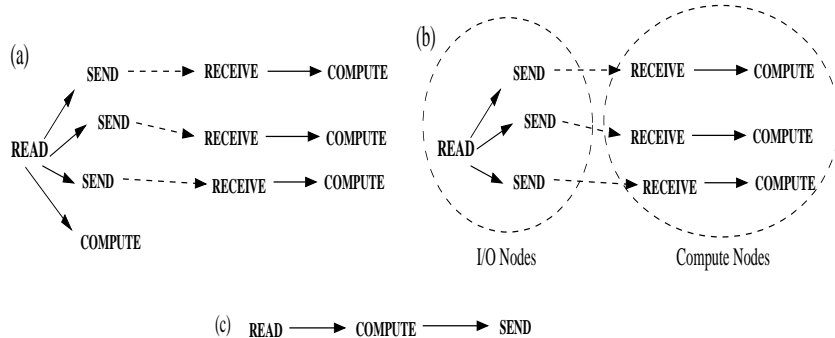 (a)
SEND RECEIVE COMPUTE
SEND RECEIVE COMPUTE
READ
SEND RECEIVE COMPUTE
COMPUTE
(b)
SEND RECEIVE COMPUTE
SEND RECEIVE COMPUTE
READ
SEND RECEIVE COMPUTE
I/O Nodes Compute Nodes
(c) READ COMPUTE SEND